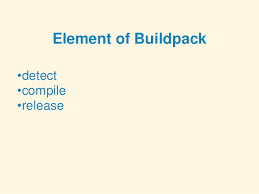 Element of Buildpack
•detect
•compile
•release